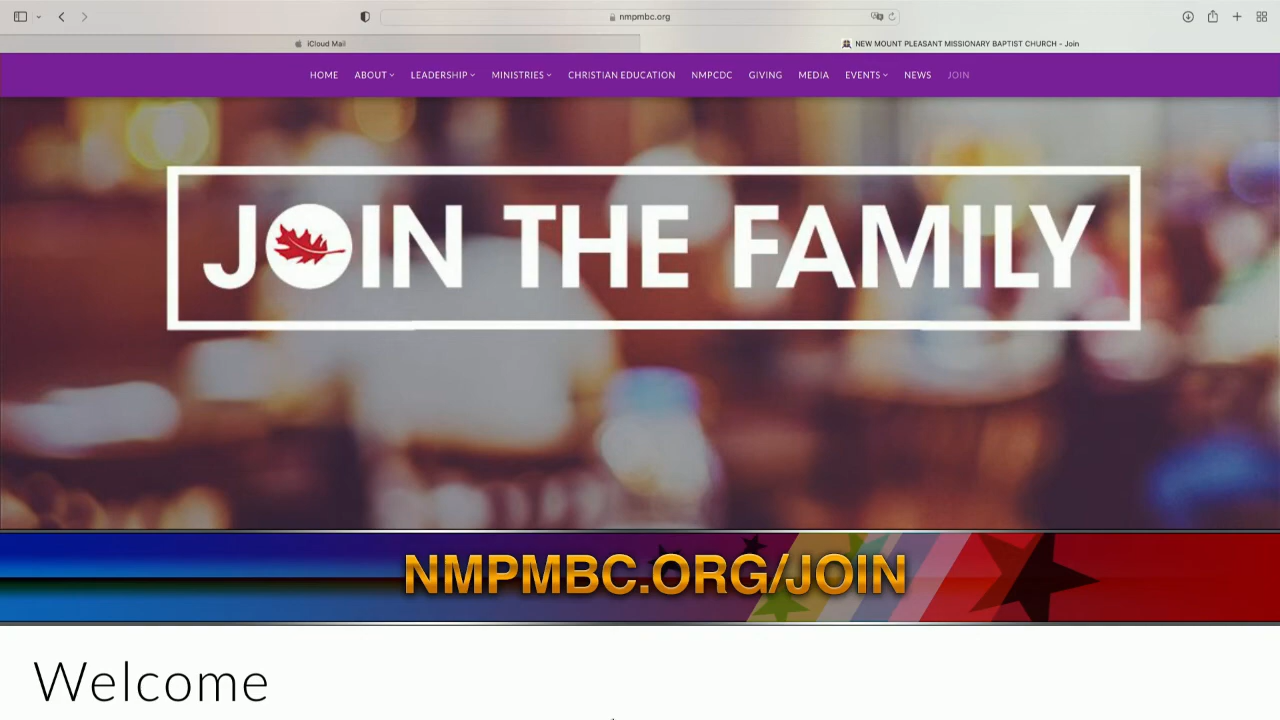 nmpmbc.org
iCloud Mail
NEW MOUNT PLEASANT MISSIONARY BAPTIST CHURCH - Join
HOME ABOUT LEADERSHIP MINISTRIES CHRISTIAN EDUCATION NMPCDC GIVING MEDIA EVENTS NEWS JOIN
JOIN THE FAMILY
NMPMBC.ORG/JOIN
Welcome